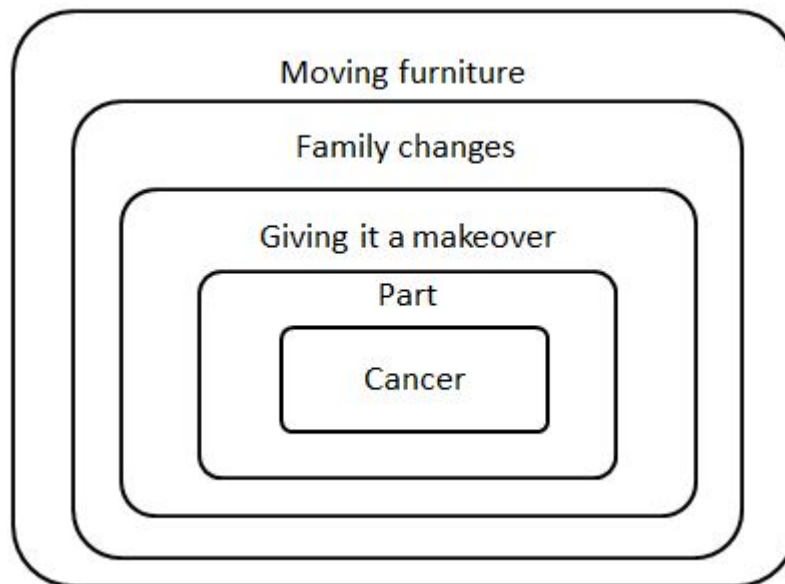 Moving furniture
Family changes
Giving it a makeover
Part
Cancer